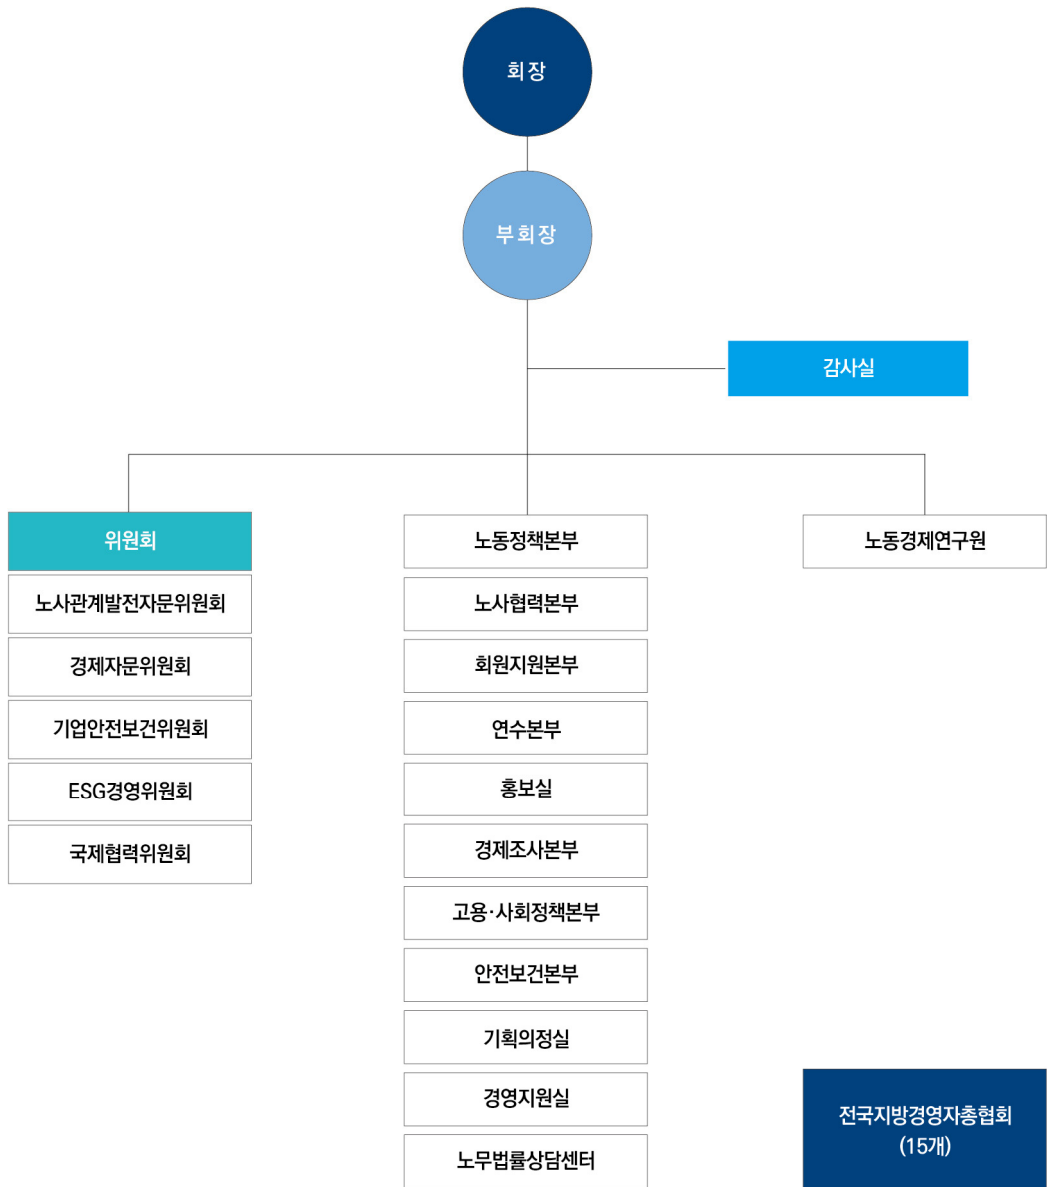 회장
부회장
감사실
위원회
노사관계발전자문위원회
경제자문위원회
기업안전보건위원회
ESG경영위원회
국제협력위원회
노동정책본부
노사협력본부
회원지원본부
연수본부
홍보실
경제조사본부
고용·사회정책본부
안전보건본부
기획의정실
경영지원실
노무법률상담센터
노동경제연구원
전국지방경영자총협회
(15개)